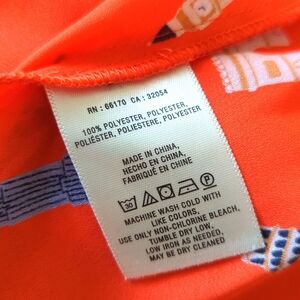 RN : 66170 CA : 32054
100% POLYESTER, POLYESTER,
POLIÉSTER, POLIESTERE, POLYESTER
MADE IN CHINA,
HECHO EN CHINA,
FABRIQUÉ EN CHINE
30 P
MACHINE WASH COLD WITH
LIKE COLORS,
USE ONLY NON-CHLORINE BLEACH,
TUMBLE DRY LOW,
LOW IRON AS NEEDED,
MAY BE DRY CLEANED